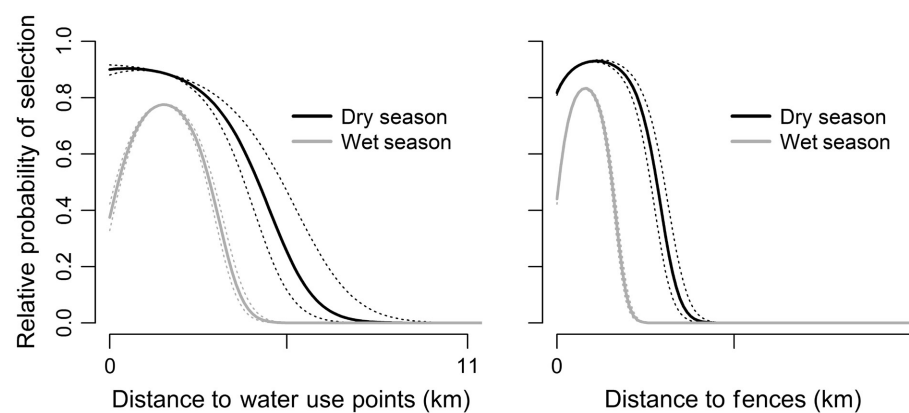 Relative probability of selection
1.0
0.8
0.6
0.4
0.2
0.0
Dry season
Wet season
0
11
Distance to water use points (km)
Dry season
Wet season
0
Distance to fences (km)